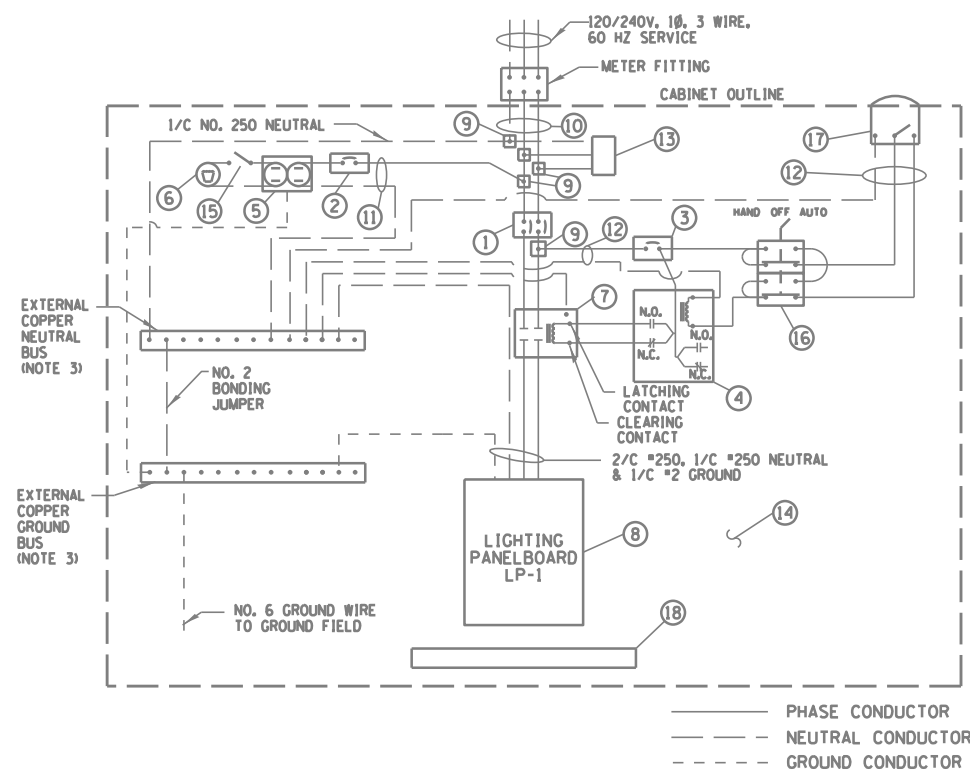 120/240V, 1Ø, 3 WIRE,
60 HZ SERVICE
METER FITTING
CABINET OUTLINE
1/C NO. 250 NEUTRAL
9
10
13
17
12
6
15
5
2
11
9
1
9
12
3
HAND OFF AUTO
7
16
N.O.
N.C.
N.O.
N.C.
4
EXTERNAL
COPPER
NEUTRAL
BUS
(NOTE 3)
NO. 2
BONDING
JUMPER
LATCHING
CONTACT
CLEARING
CONTACT
2/C #250, 1/C #250 NEUTRAL
& 1/C #2 GROUND
EXTERNAL
COPPER
GROUND
BUS
(NOTE 3)
LIGHTING
PANELBOARD
LP-1
8
14
NO. 6 GROUND WIRE
TO GROUND FIELD
18
PHASE CONDUCTOR
NEUTRAL CONDUCTOR
GROUND CONDUCTOR